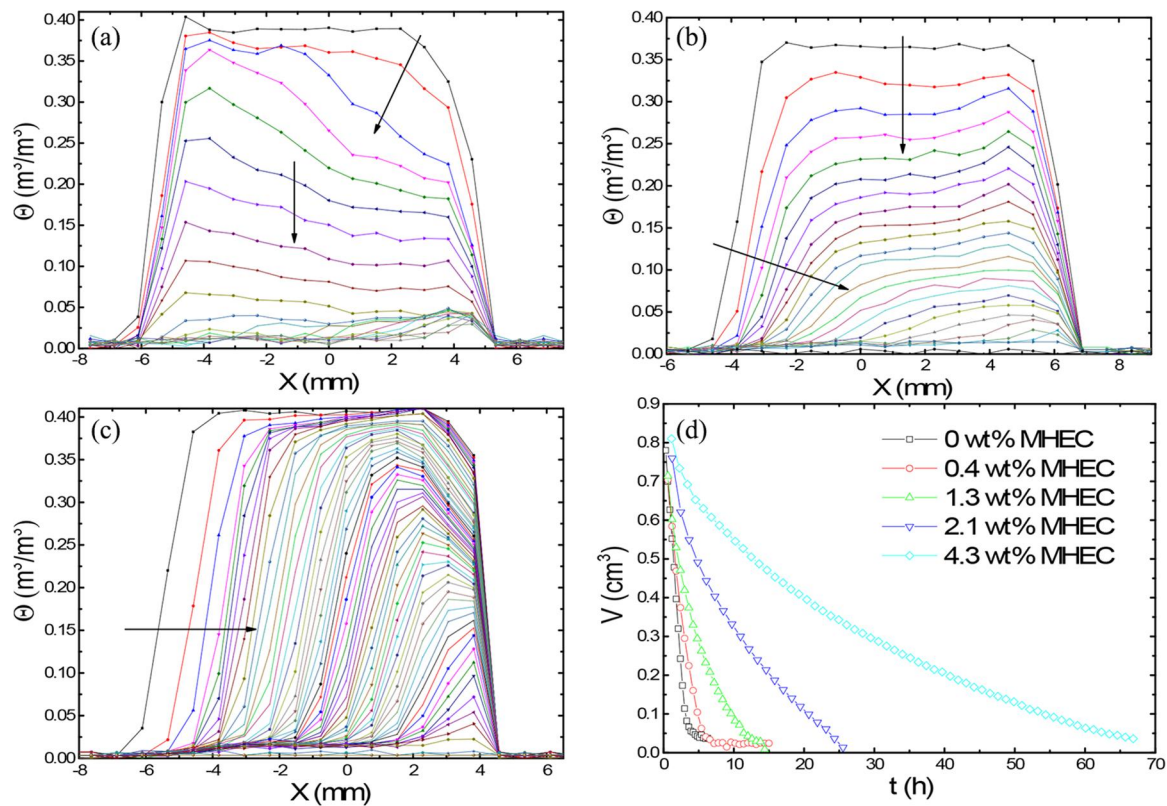 (a)
0.40
0.35
0.30
0.25
0.20
0.15
0.10
0.05
0.00
Θ (m³/m³)
-6 -4 -2 0 2 4 6
X (mm)
(b)
0.40
0.35
0.30
0.25
0.20
0.15
0.10
0.05
0.00
Θ (m³/m³)
-6 -4 -2 0 2 4 6 8
X (mm)
(c)
0.40
0.35
0.30
0.25
0.20
0.15
0.10
0.05
0.00
Θ (m³/m³)
-8 -6 -4 -2 0 2 4 6
X (mm)
(d)
0.9
0.8
0.7
0.6
0.5
0.4
0.3
0.2
0.1
0.0
V (cm³)
0 10 20 30 40 50 60 70
t (h)
0 wt% MHEC
0.4 wt% MHEC
1.3 wt% MHEC
2.1 wt% MHEC
4.3 wt% MHEC